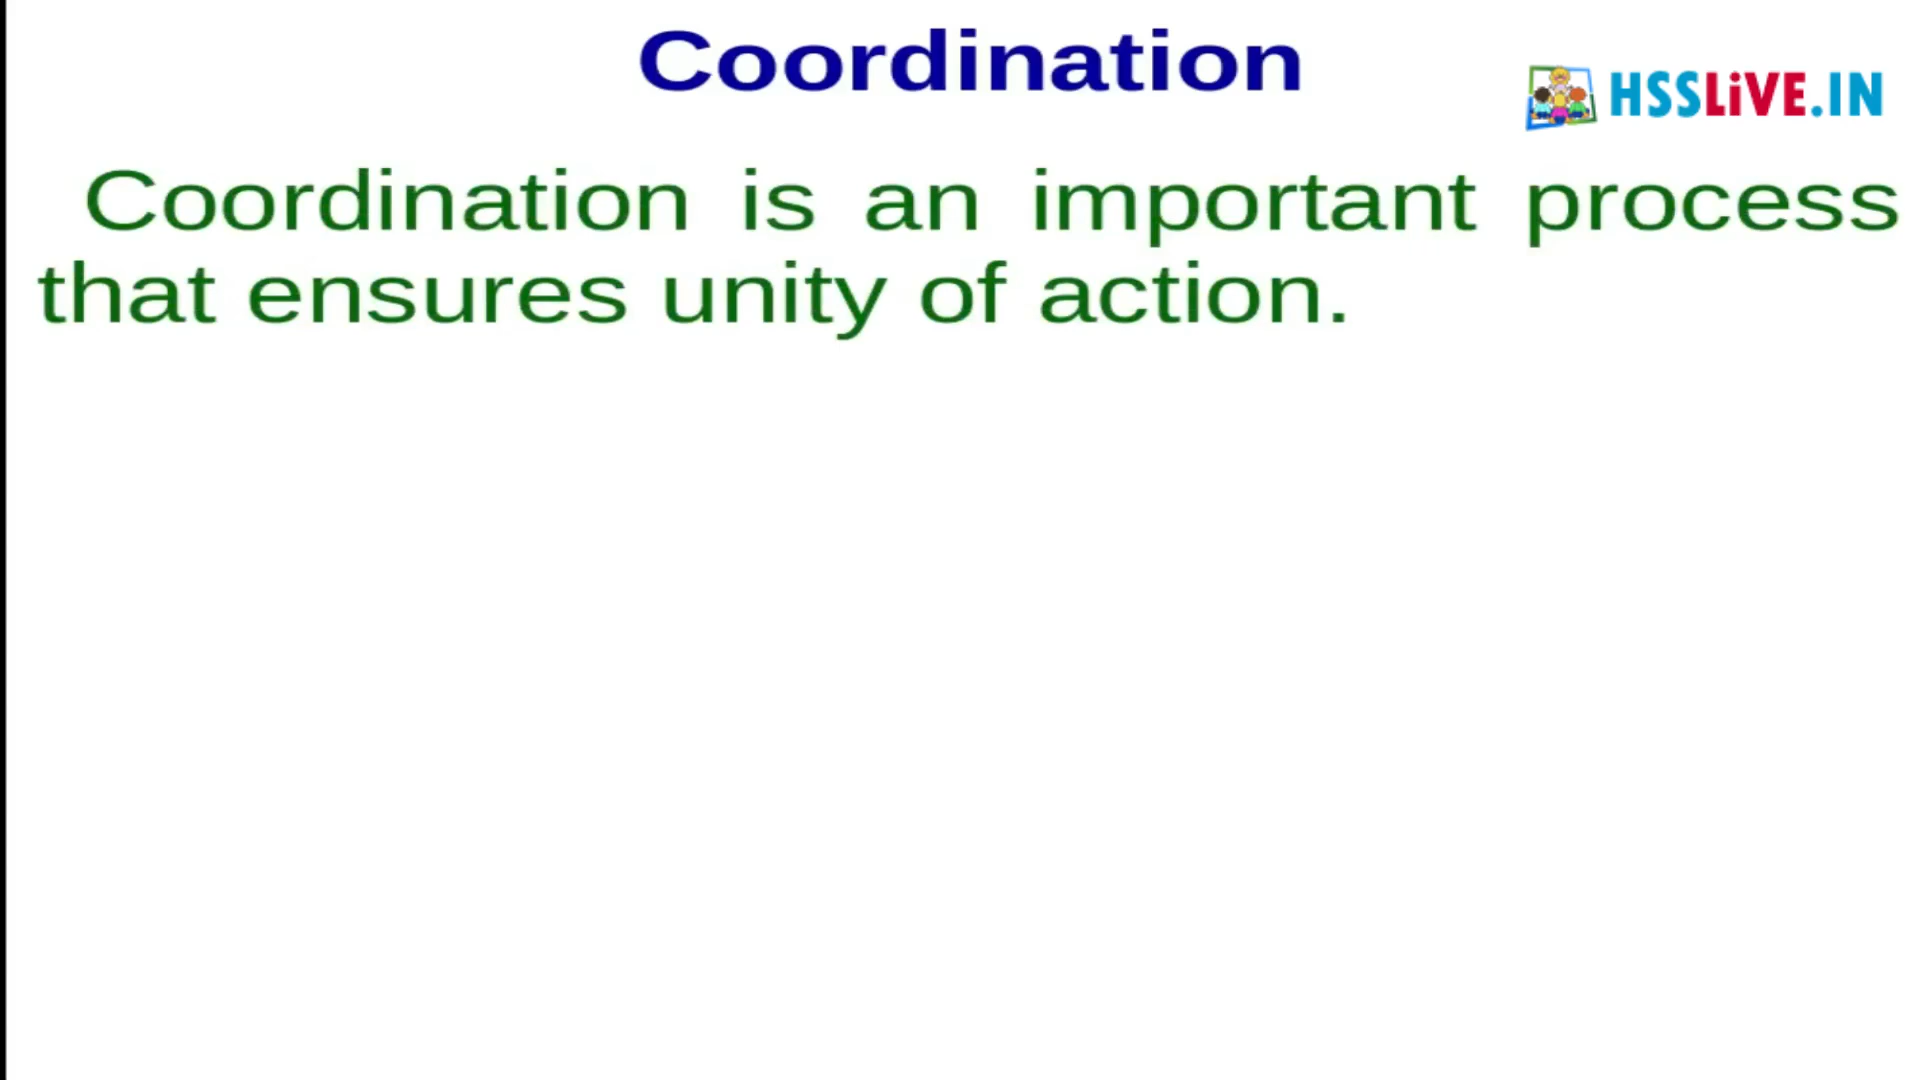 Coordination
HSSLiVE.IN
Coordination is an important process
that ensures unity of action.